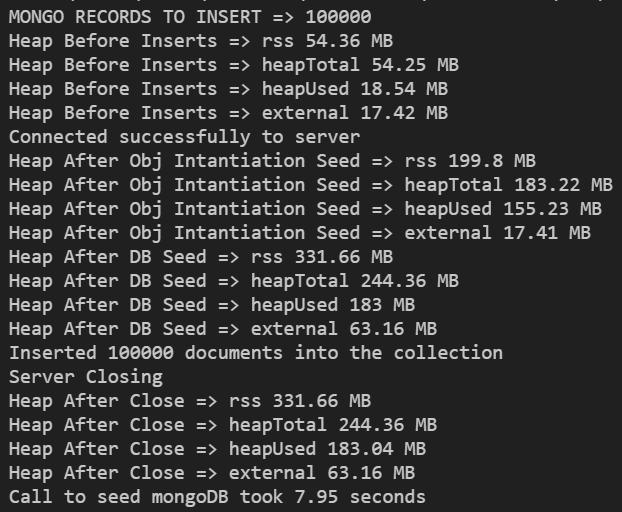 MONGO RECORDS TO INSERT => 100000
Heap Before Inserts => rss 54.36 MB
Heap Before Inserts => heapTotal 54.25 MB
Heap Before Inserts => heapUsed 18.54 MB
Heap Before Inserts => external 17.42 MB
Connected successfully to server
Heap After Obj Intantiation Seed => rss 199.8 MB
Heap After Obj Intantiation Seed => heapTotal 183.22 MB
Heap After Obj Intantiation Seed => heapUsed 155.23 MB
Heap After Obj Intantiation Seed => external 17.41 MB
Heap After DB Seed => rss 331.66 MB
Heap After DB Seed => heapTotal 244.36 MB
Heap After DB Seed => heapUsed 183 MB
Heap After DB Seed => external 63.16 MB
Inserted 100000 documents into the collection
Server Closing
Heap After Close => rss 331.66 MB
Heap After Close => heapTotal 244.36 MB
Heap After Close => heapUsed 183.04 MB
Heap After Close => external 63.16 MB
Call to seed mongoDB took 7.95 seconds